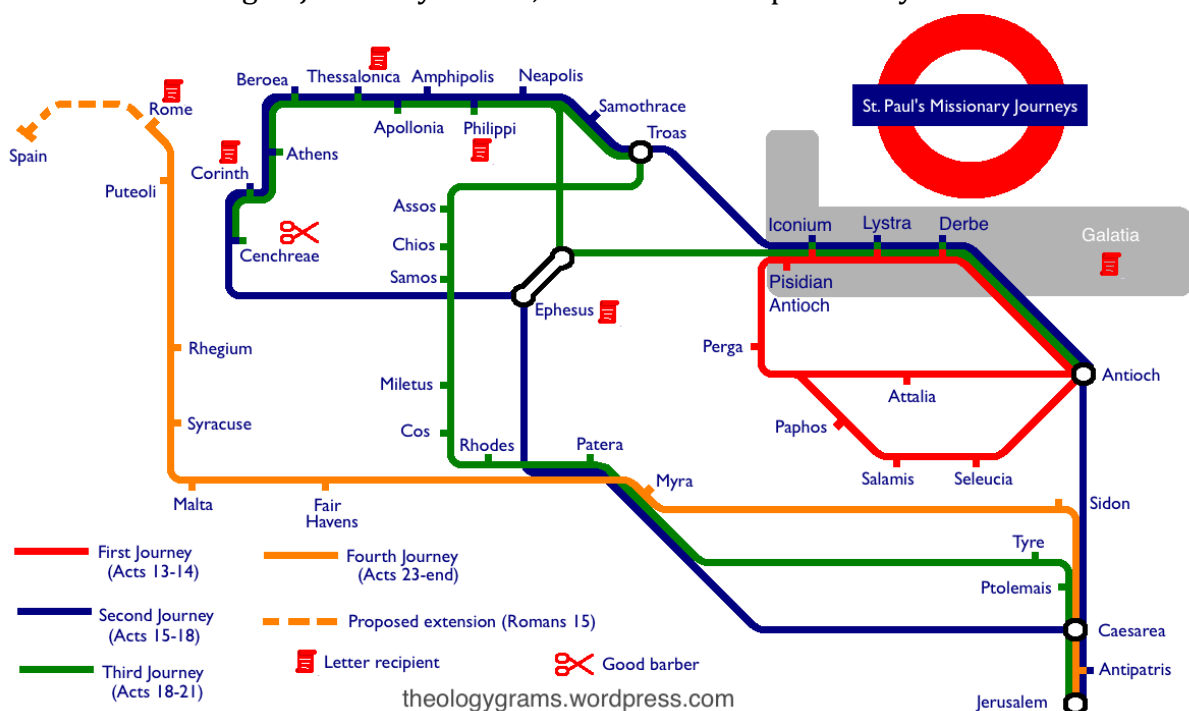 St. Paul's Missionary Journeys
Beroea
Thessalonica
Amphipolis
Neapolis
Samothrace
Troas
Apollonia
Philippi
Rome
Spain
Corinth
Athens
Puteoli
Cenchreae
Assos
Chios
Samos
Ephesus
Iconium
Lystra
Derbe
Galatia
Pisidian
Antioch
Perga
Attalia
Antioch
Paphos
Salamis
Seleucia
Rhegium
Syracuse
Miletus
Cos
Rhodes
Patera
Myra
Sidon
Malta
Fair
Havens
Tyre
Ptolemais
Caesarea
Antipatris
Jerusalem
First Journey
(Acts 13-14)
Fourth Journey
(Acts 23-end)
Second Journey
(Acts 15-18)
Proposed extension (Romans 15)
Third Journey
(Acts 18-21)
Letter recipient
Good barber
theologygrams.wordpress.com